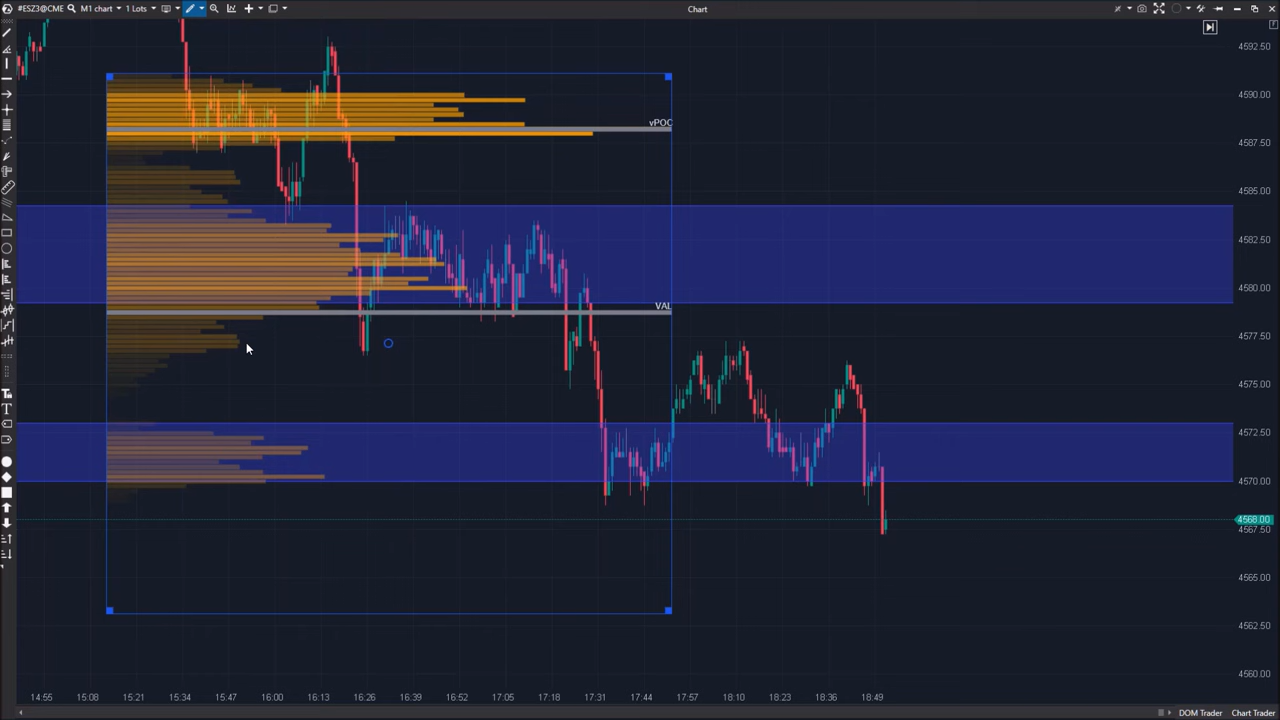 #ESZ3@CME M1 chart 1 Lots
Chart
4592.50
4590.00
vPOC
4587.50
4585.00
4582.50
4580.00
VAL
4577.50
4575.00
4572.50
4570.00
4568.00
4567.50
4565.00
4562.50
4560.00
14:55 15:08 15:21 15:34 15:47 16:00 16:13 16:26 16:39 16:52 17:05 17:18 17:31 17:44 17:57 18:10 18:23 18:36 18:49
DOM Trader Chart Trader